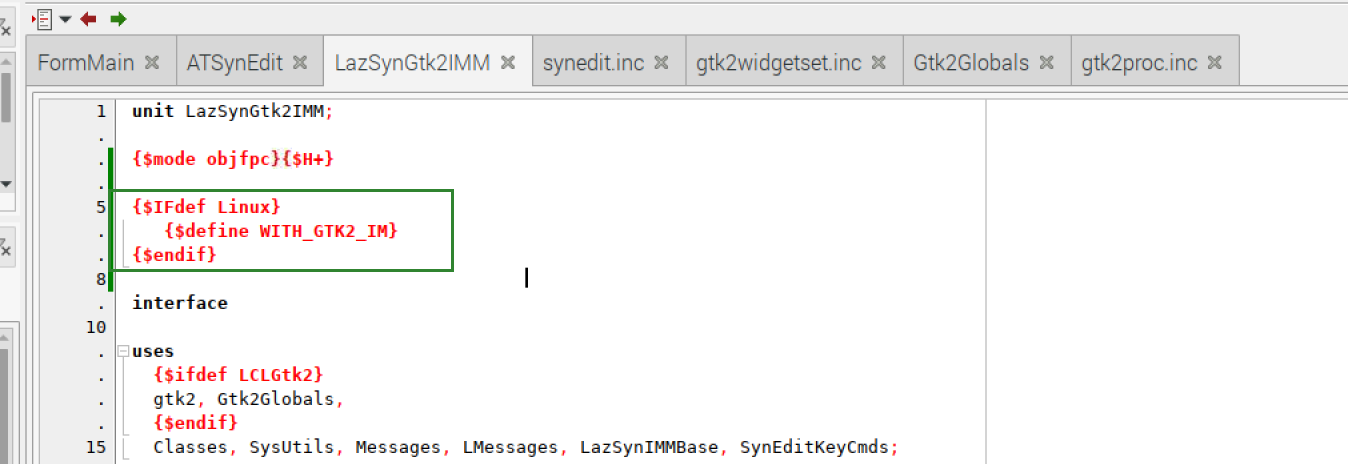 FormMain ATSynEdit LazSynGtk2IMM synedit.inc gtk2widgetset.inc Gtk2Globals gtk2proc.inc
1 unit LazSynGtk2IMM;
.
. {$mode objfpc}{$H+}
.
5 {$IFdef Linux}
. {$define WITH_GTK2_IM}
. {$endif}
8
. interface
10
. uses
. {$ifdef LCLGtk2}
. gtk2, Gtk2Globals,
. {$endif}
15 Classes, SysUtils, Messages, LMessages, LazSynIMMBase, SynEditKeyCmds;